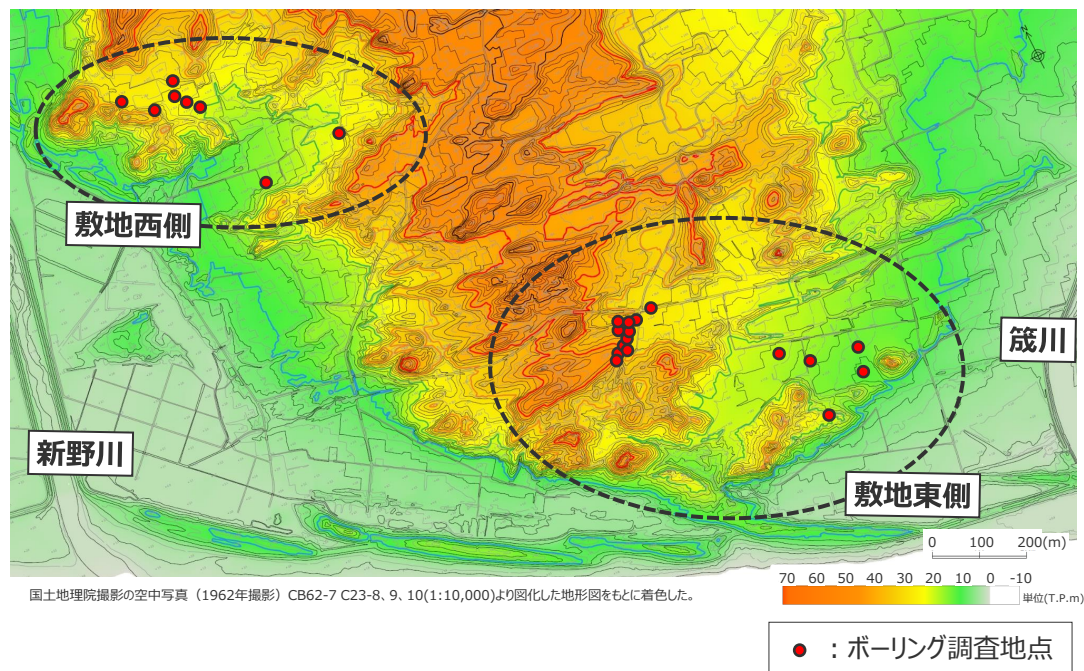 敷地西側
筬川
新野川
敷地東側
0 100 200(m)
70 60 50 40 30 20 10 0 -10
単位(T.P.m)
国土地理院撮影の空中写真（1962年撮影）CB62-7 C23-8、9、10(1:10,000)より図化した地形図をもとに着色した。
：ボーリング調査地点